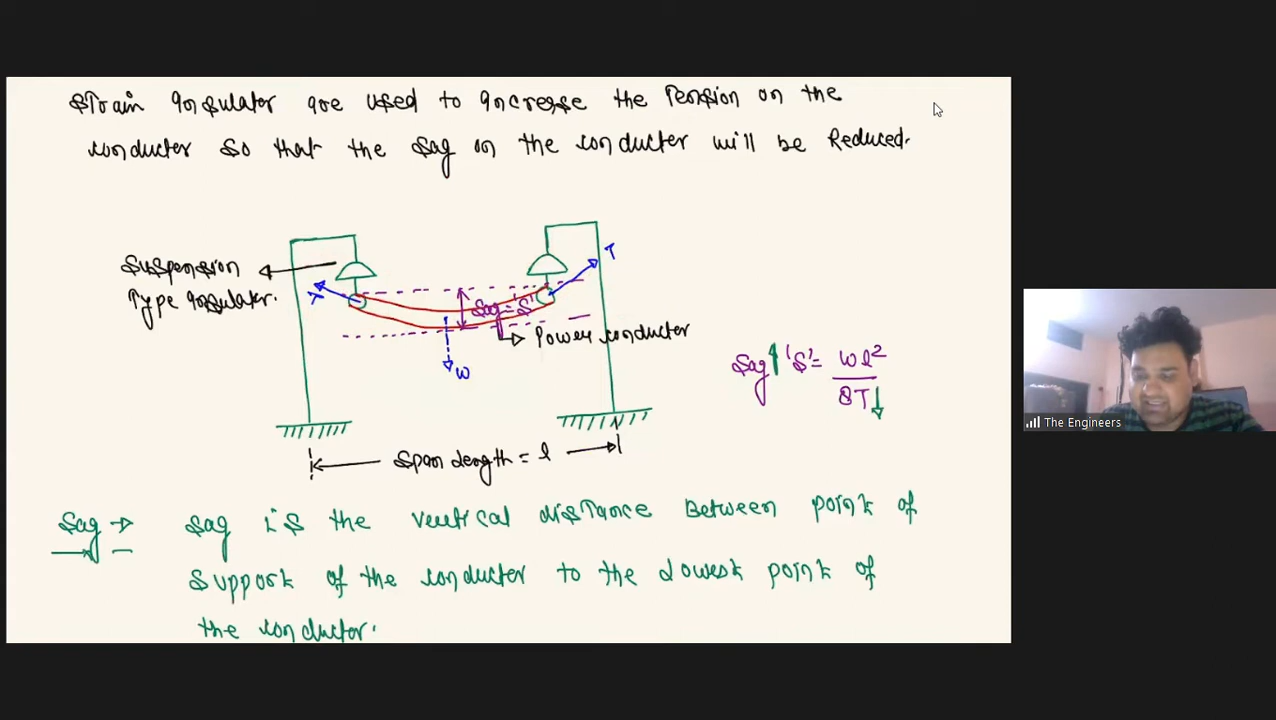 Strain Insulator are used to increase the Tension on the
conductor so that the sag on the conductor will be Reduced.
Suspension
Type Insulator.
T
T
Sag='S'
Power conductor
W
Sag↑ 'S'= Wl²
8T↓
The Engineers
Span Length = l
Sag → Sag is the vertical distance Between point of
support of the conductor to the Lowest point of
the conductor.